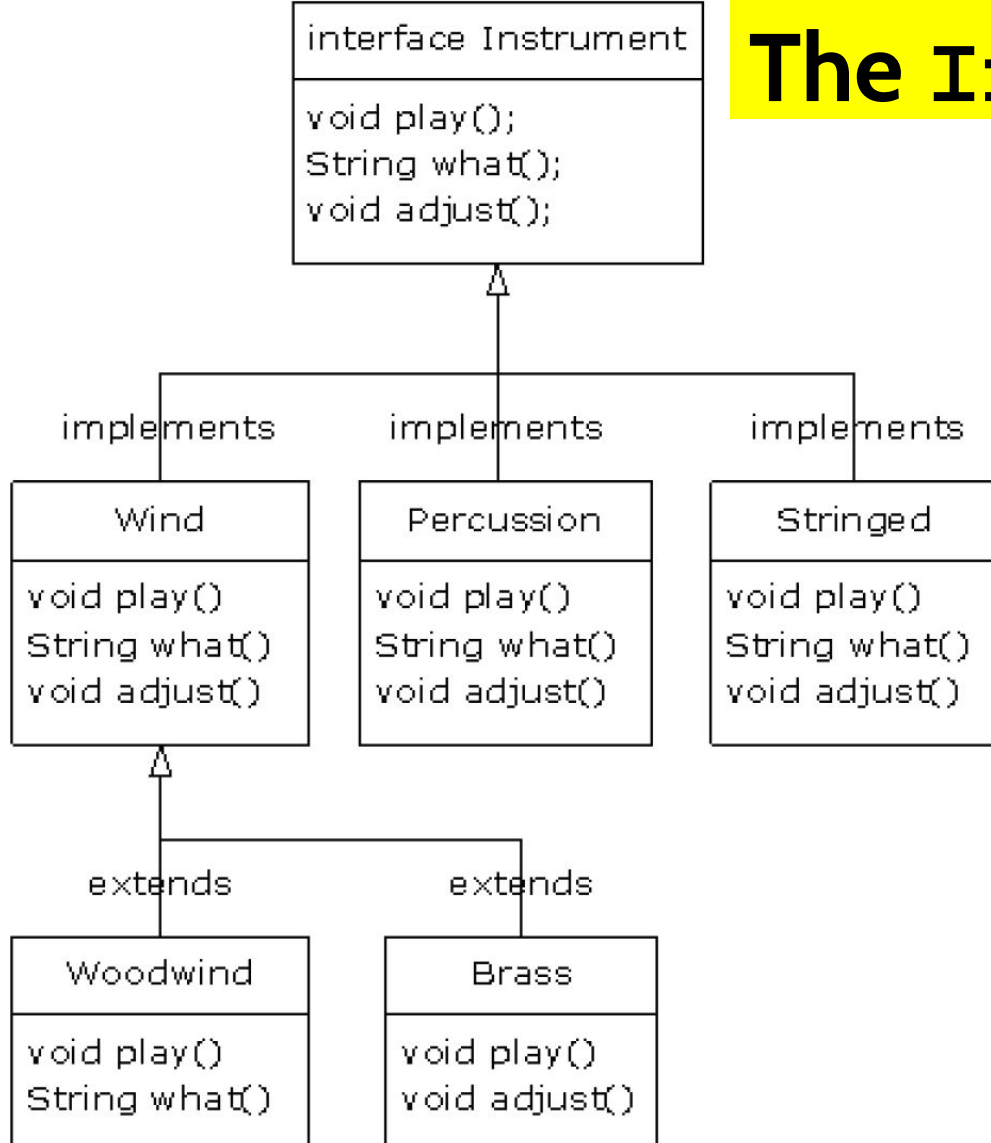 interface Instrument
The
void play();
String what();
void adjust();
implements
implements
implements
Wind
void play()
String what()
void adjust()
Percussion
void play()
String what()
void adjust()
Stringed
void play()
String what()
void adjust()
extends
extends
Woodwind
void play()
String what()
Brass
void play()
void adjust()